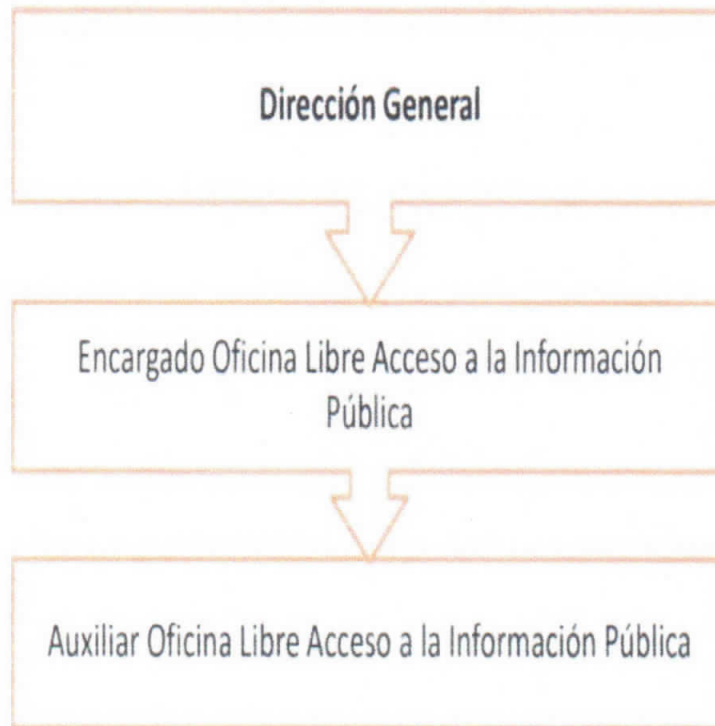 Dirección General
Encargado Oficina Libre Acceso a la Información
Pública
Auxiliar Oficina Libre Acceso a la Información Pública